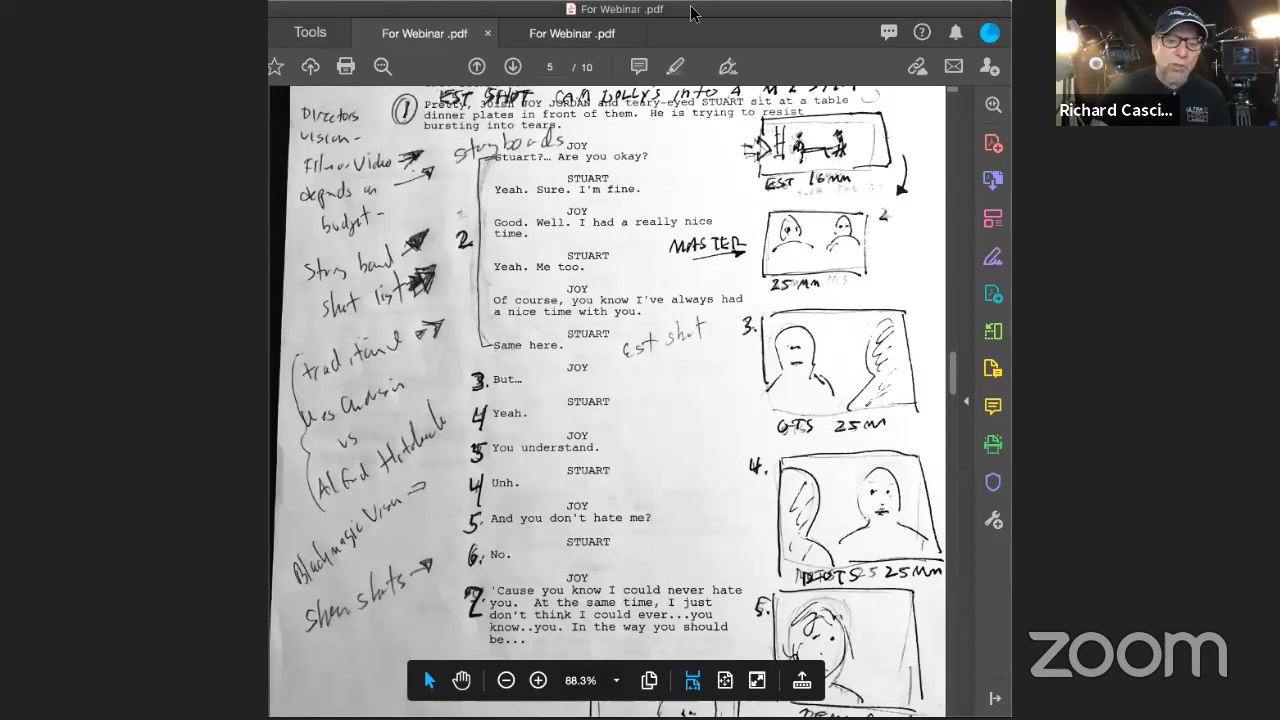 For Webinar .pdf
Tools
For Webinar .pdf ×
For Webinar .pdf
5 / 10
EST SHOT CAM DOLLY'S INTO A
1
Pretty, JOY JORDAN and teary-eyed STUART sit at a table
dinner plates in front of them. He is trying to resist
bursting into tears.
storyboards
Directors
vision-
Film or Video
depends on
budget-
Story board
shot list
traditional
Wes Anderson
vs
Alfred Hitchcock
Blackmagic Vision
show shots
2
JOY
Stuart?… Are you okay?
STUART
Yeah. Sure. I'm fine.
JOY
Good. Well. I had a really nice
time.
STUART
Yeah. Me too.
JOY
Of course, you know I've always had
a nice time with you.
STUART
Same here.
Est shot
JOY
3. But…
STUART
4 Yeah.
JOY
5 You understand.
STUART
4 Unh.
JOY
5. And you don't hate me?
STUART
6. No.
JOY
'Cause you know I could never hate
you. At the same time, I just
don't think I could ever...you
know..you. In the way you should
be...
EST 16mm
MASTER
2
25mm MS
3.
OTS 25mm
4.
25mm
5.
88.3%
Richard Casci...
zoom